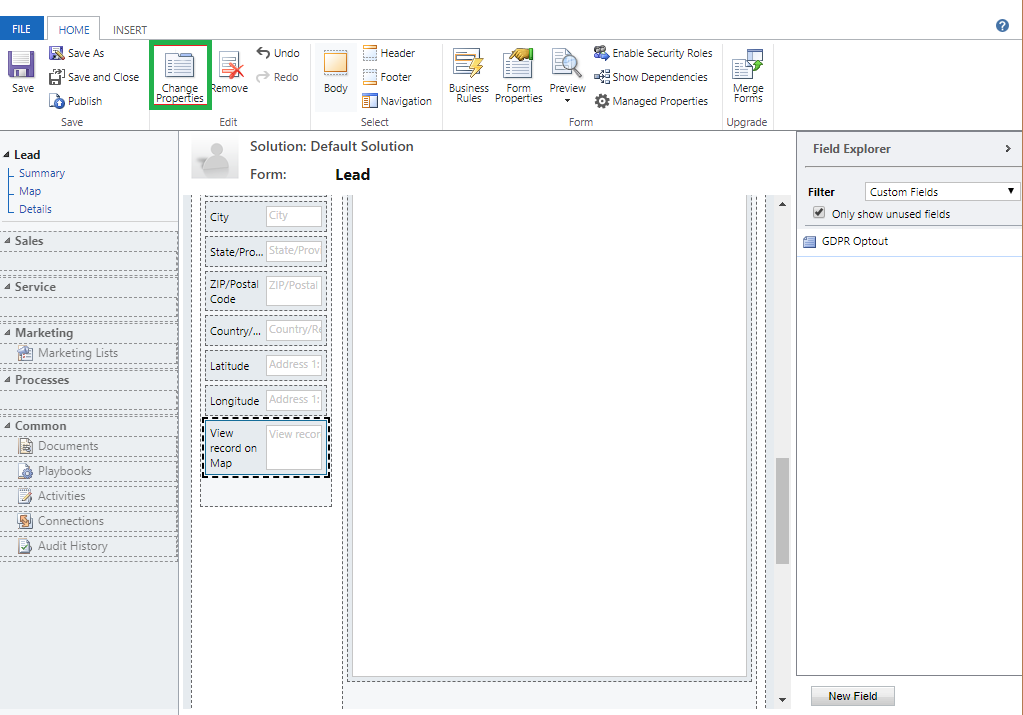 FILE
HOME
INSERT
Save
Save As
Save and Close
Publish
Save
Change
Properties
Remove
Undo
Redo
Edit
Body
Header
Footer
Navigation
Select
Business
Rules
Form
Properties
Preview
Enable Security Roles
Show Dependencies
Managed Properties
Form
Merge
Forms
Upgrade
Lead
Summary
Map
Details
Sales
Service
Marketing
Marketing Lists
Processes
Common
Documents
Playbooks
Activities
Connections
Audit History
Solution: Default Solution
Form: Lead
City City
State/Pro... State/Provi
ZIP/Postal
Code
ZIP/Postal
Country/... Country/Re
Latitude Address 1:
Longitude Address 1:
View
record on
Map
View recor
Field Explorer
Filter Custom Fields
Only show unused fields
GDPR Optout
New Field